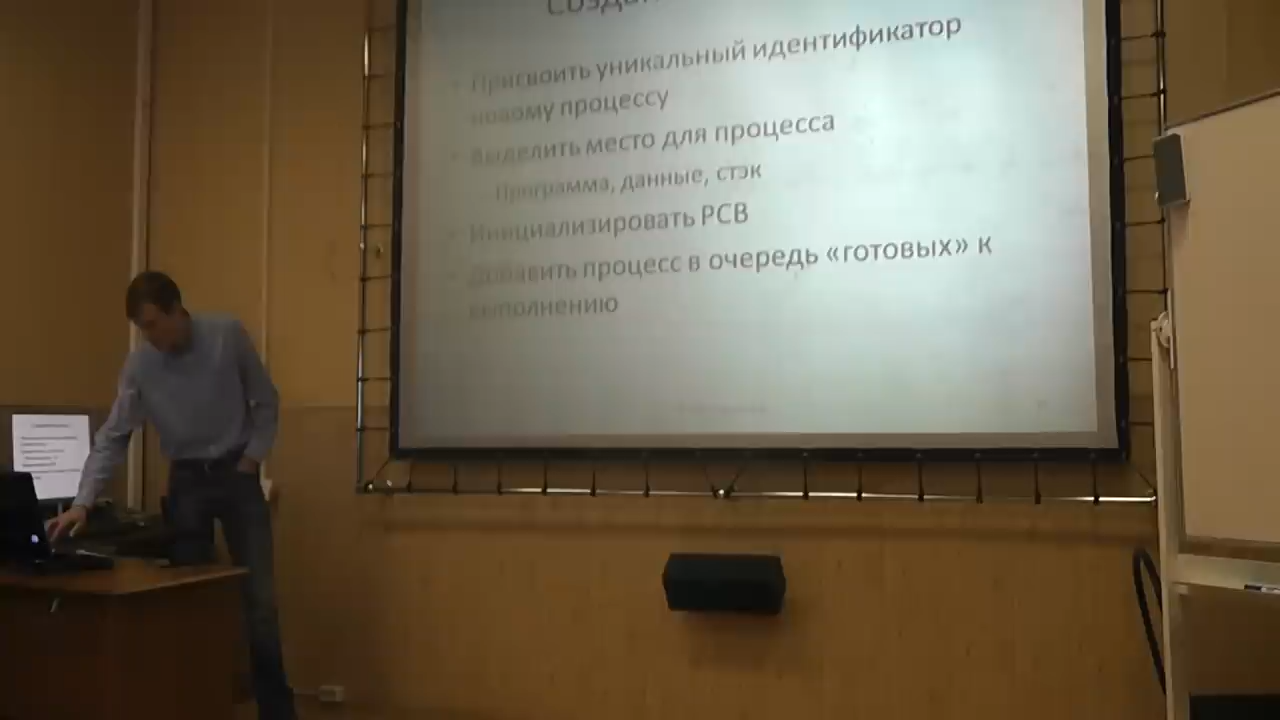 Присвоить уникальный идентификатор
новому процессу
Выделить место для процесса
Программа, данные, стэк
Инициализировать PCB
Добавить процесс в очередь «готовых» к
выполнению